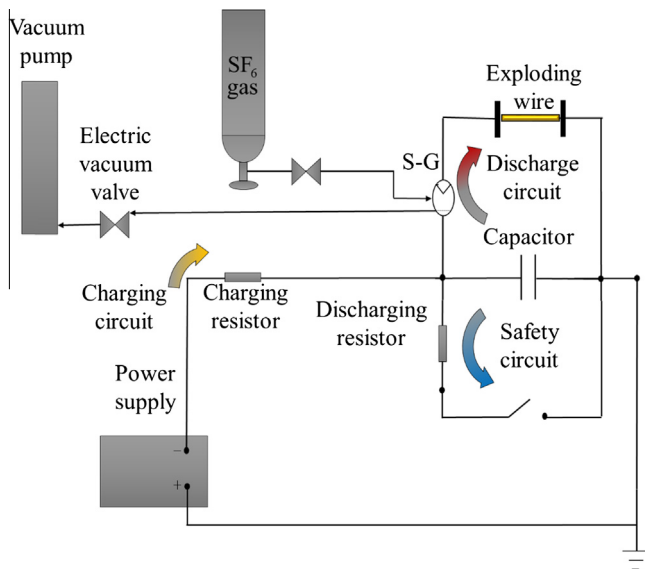 Vacuum
pump
SF6
gas
Exploding
wire
Electric
vacuum
valve
S-G
Discharge
circuit
Capacitor
Charging
circuit
Charging
resistor
Discharging
resistor
Safety
circuit
Power
supply
−
+